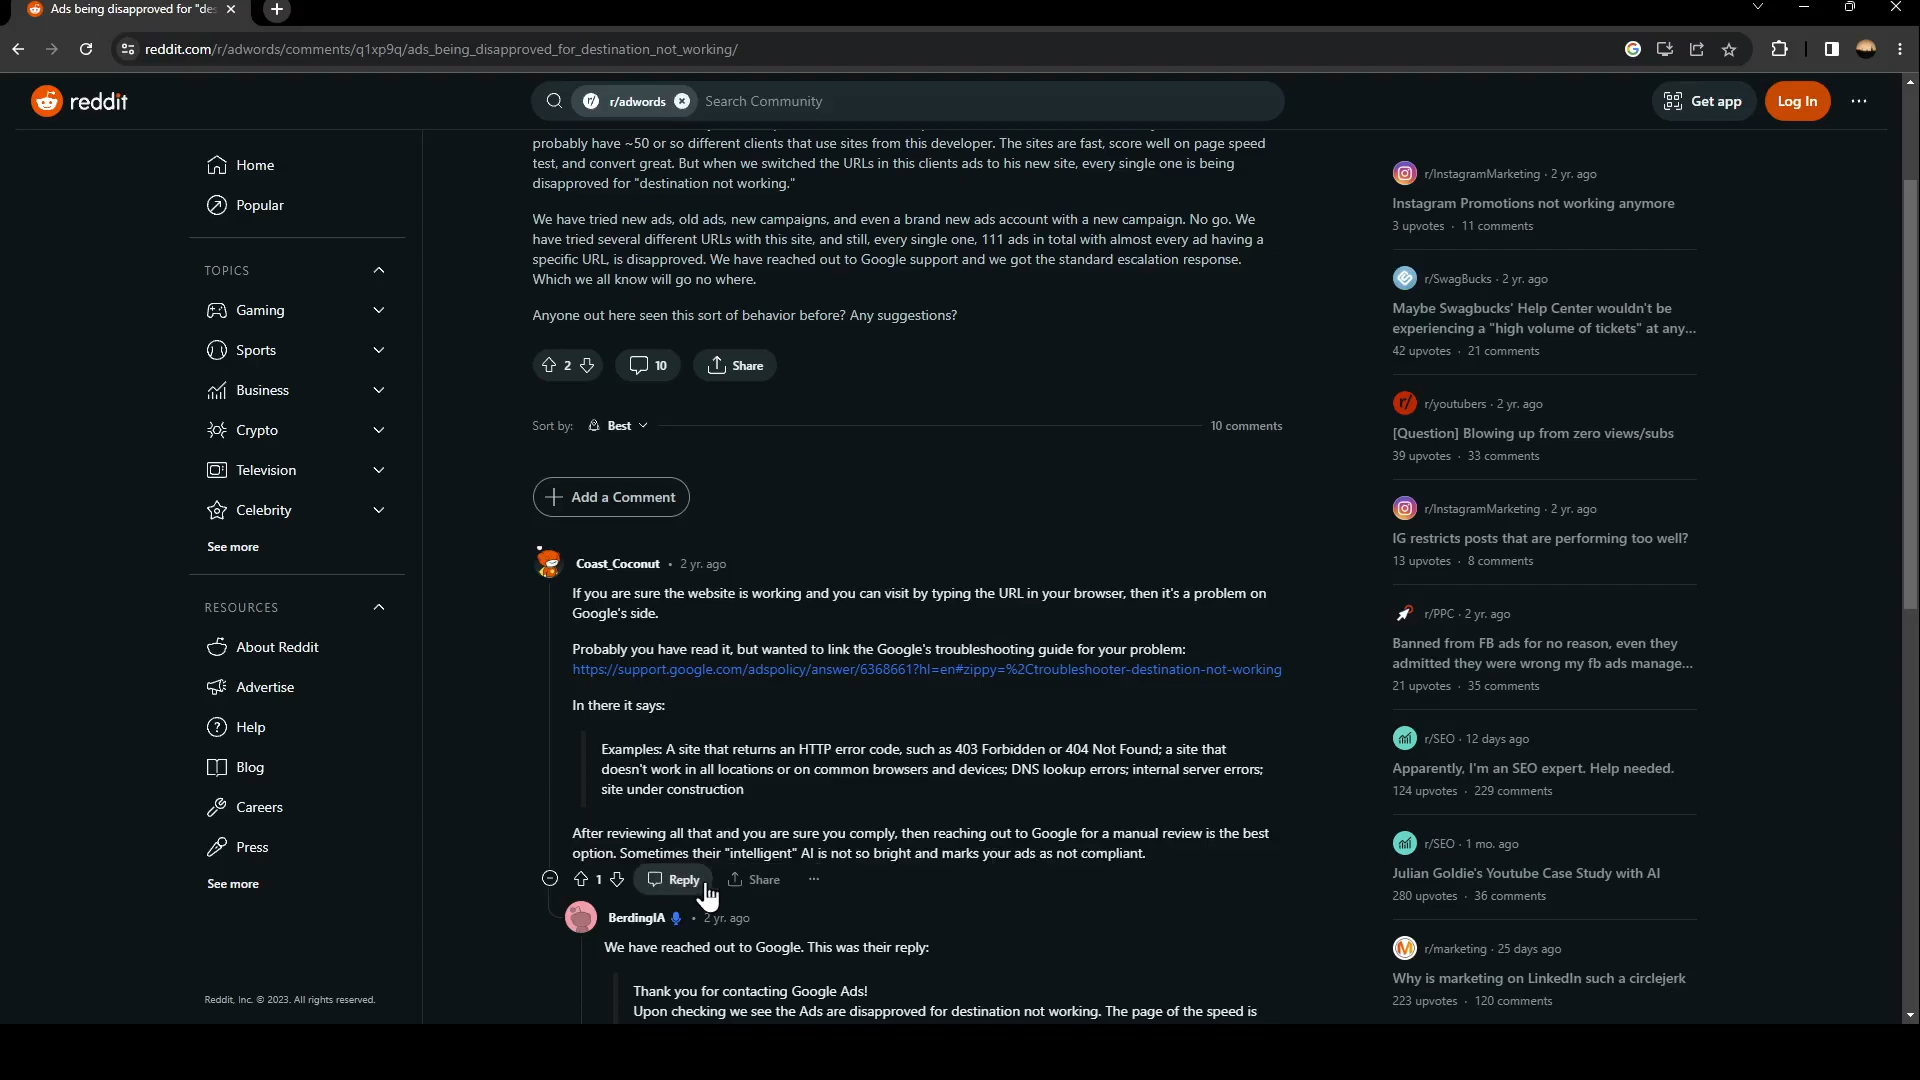 Ads being disapproved for "des
reddit.com/r/adwords/comments/q1xp9q/ads_being_disapproved_for_destination_not_working/
reddit
r/adwords
Search Community
Get app
Log In
Home
Popular
TOPICS
Gaming
Sports
Business
Crypto
Television
Celebrity
See more
RESOURCES
About Reddit
Advertise
Help
Blog
Careers
Press
See more
Reddit, Inc. © 2023. All rights reserved.
probably have ~50 or so different clients that use sites from this developer. The sites are fast, score well on page speed
test, and convert great. But when we switched the URLs in this clients ads to his new site, every single one is being
disapproved for "destination not working."
We have tried new ads, old ads, new campaigns, and even a brand new ads account with a new campaign. No go. We
have tried several different URLs with this site, and still, every single one, 111 ads in total with almost every ad having a
specific URL, is disapproved. We have reached out to Google support and we got the standard escalation response.
Which we all know will go no where.
Anyone out here seen this sort of behavior before? Any suggestions?
2
10
Share
Sort by:
Best
10 comments
Add a Comment
Coast_Coconut • 2 yr. ago
If you are sure the website is working and you can visit by typing the URL in your browser, then it's a problem on
Google's side.
Probably you have read it, but wanted to link the Google's troubleshooting guide for your problem:
https://support.google.com/adspolicy/answer/6368661?hl=en#zippy=%2Ctroubleshooter-destination-not-working
In there it says:
Examples: A site that returns an HTTP error code, such as 403 Forbidden or 404 Not Found; a site that
doesn't work in all locations or on common browsers and devices; DNS lookup errors; internal server errors;
site under construction
After reviewing all that and you are sure you comply, then reaching out to Google for a manual review is the best
option. Sometimes their "intelligent" AI is not so bright and marks your ads as not compliant.
1
Reply
Share
BerdingIA • 2 yr. ago
We have reached out to Google. This was their reply:
Thank you for contacting Google Ads!
Upon checking we see the Ads are disapproved for destination not working. The page of the speed is
r/InstagramMarketing · 2 yr. ago
Instagram Promotions not working anymore
3 upvotes · 11 comments
r/SwagBucks · 2 yr. ago
Maybe Swagbucks' Help Center wouldn't be
experiencing a "high volume of tickets" at any...
42 upvotes · 21 comments
r/youtubers · 2 yr. ago
[Question] Blowing up from zero views/subs
39 upvotes · 33 comments
r/InstagramMarketing · 2 yr. ago
IG restricts posts that are performing too well?
13 upvotes · 8 comments
r/PPC · 2 yr. ago
Banned from FB ads for no reason, even they
admitted they were wrong my fb ads manage...
21 upvotes · 35 comments
r/SEO · 12 days ago
Apparently, I'm an SEO expert. Help needed.
124 upvotes · 229 comments
r/SEO · 1 mo. ago
Julian Goldie's Youtube Case Study with AI
280 upvotes · 36 comments
r/marketing · 25 days ago
Why is marketing on LinkedIn such a circlejerk
223 upvotes · 120 comments